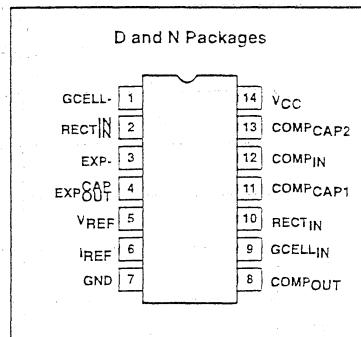 D and N Packages
GCELL- 1
RECTIN IN 2
EXP- 3
EXPOUT CAP 4
VREF 5
IREF 6
GND 7
14 VCC
13 COMPCAP2
12 COMPIN
11 COMPCAP1
10 RECTIN
9 GCELLIN
8 COMPOUT